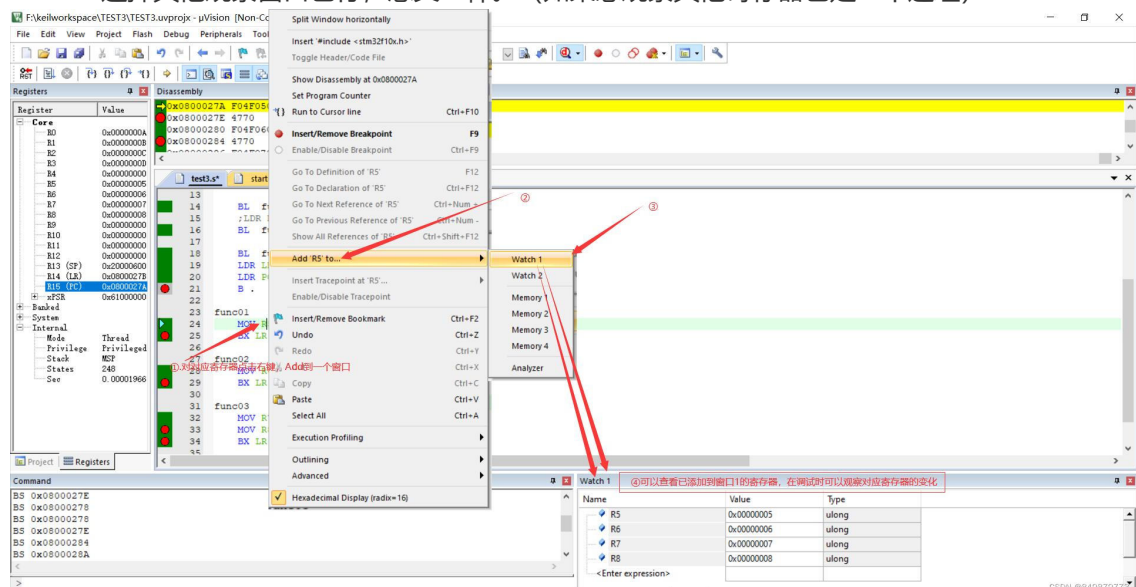 F:\keilworkspace\TEST3\TEST3.uvprojx - µVision [Non-Co
File Edit View Project Flash Debug Peripherals Tool
Registers
Register Value
Core
R0 0x0000000A
R1 0x0000000B
R2 0x0000000C
R3 0x0000000D
R4 0x00000000
R5 0x00000005
R6 0x00000006
R7 0x00000007
R8 0x00000008
R9 0x00000000
R10 0x00000000
R11 0x00000000
R12 0x00000000
R13 (SP) 0x20000600
R14 (LR) 0x0800027B
R15 (PC) 0x0800027A
xPSR 0x61000000
Banked
System
Internal
Mode Thread
Privilege Privileged
Stack MSP
States 248
Sec 0.00001966
Project Registers
Disassembly
0x0800027A F04F05
0x0800027E 4770
0x08000280 F04F06
0x08000284 4770
test3.s* start
13
14 BL
15 ;LDR
16 BL
17
18 BL
19 LDR
20 LDR
21 B .
22
23 func01
24 MOV R
25 BX LR
26
27 func02
28 MOV R
29 BX LR
30
31 func03
32 MOV R
33 MOV R
34 BX LR
35
Split Window horizontally
Insert '#include <stm32f10x.h>'
Toggle Header/Code File
Show Disassembly at 0x0800027A
Set Program Counter
Run to Cursor line Ctrl+F10
Insert/Remove Breakpoint F9
Enable/Disable Breakpoint Ctrl+F9
Go To Definition of 'R5' F12
Go To Declaration of 'R5' Ctrl+F12
Go To Next Reference of 'R5' Ctrl+Num +
Go To Previous Reference of 'R5' Ctrl+Num -
Show All References of 'R5' Ctrl+Shift+F12
Add 'R5' to...
Insert Tracepoint at 'R5'...
Enable/Disable Tracepoint
Insert/Remove Bookmark Ctrl+F2
Undo Ctrl+Z
Redo Ctrl+Y
Cut Ctrl+X
Copy Ctrl+C
Paste Ctrl+V
Select All Ctrl+A
Execution Profiling
Outlining
Advanced
Hexadecimal Display (radix=16)
Watch 1
Watch 2
Memory 1
Memory 2
Memory 3
Memory 4
Analyzer
②
③
①.对对应寄存器点击右键，Add到一个窗口
Command
BS 0x0800027E
BS 0x08000278
BS 0x08000278
BS 0x0800027E
BS 0x08000284
BS 0x0800028A
>
Watch 1
④可以查看已添加到窗口1的寄存器，在调试时可以观察对应寄存器的变化
Name Value Type
R5 0x00000005 ulong
R6 0x00000006 ulong
R7 0x00000007 ulong
R8 0x00000008 ulong
<Enter expression>